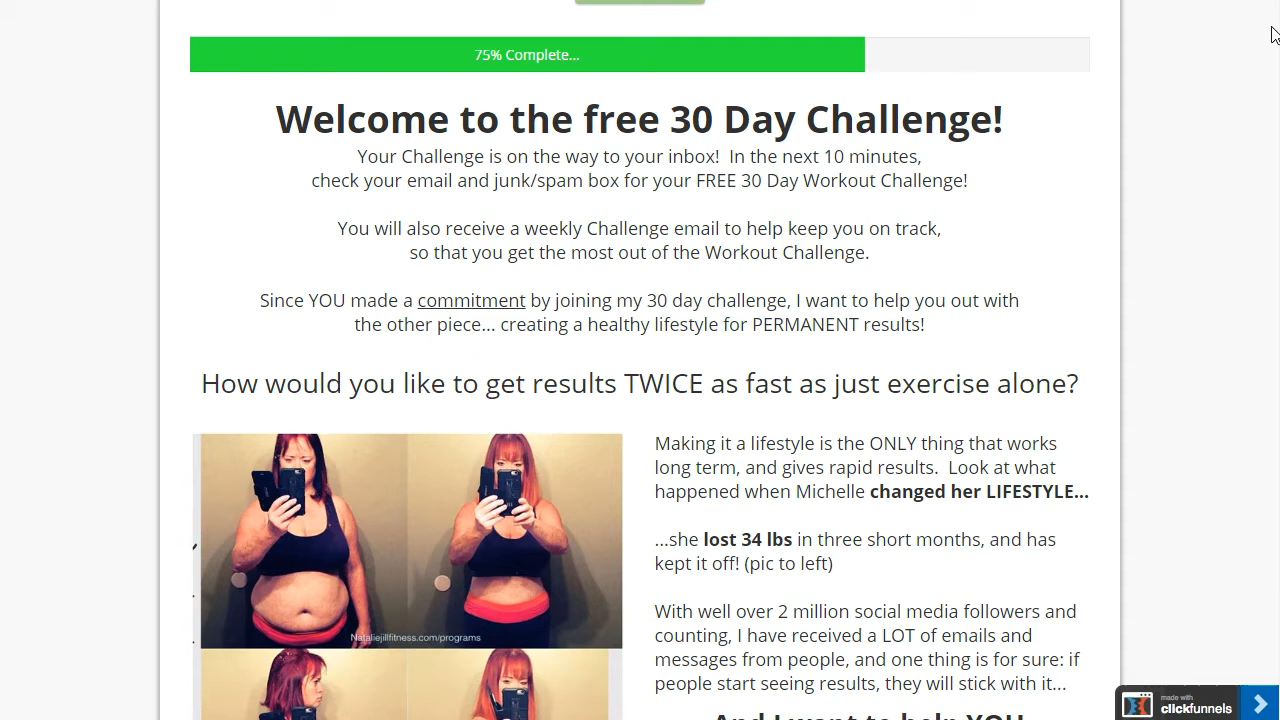 75% Complete...
Welcome to the free 30 Day Challenge!
Your Challenge is on the way to your inbox! In the next 10 minutes,
check your email and junk/spam box for your FREE 30 Day Workout Challenge!
You will also receive a weekly Challenge email to help keep you on track,
so that you get the most out of the Workout Challenge.
Since YOU made a commitment by joining my 30 day challenge, I want to help you out with
the other piece... creating a healthy lifestyle for PERMANENT results!
How would you like to get results TWICE as fast as just exercise alone?
Nataliejillfitness.com/programs
Making it a lifestyle is the ONLY thing that works
long term, and gives rapid results. Look at what
happened when Michelle changed her LIFESTYLE...
...she lost 34 lbs in three short months, and has
kept it off! (pic to left)
With well over 2 million social media followers and
counting, I have received a LOT of emails and
messages from people, and one thing is for sure: if
people start seeing results, they will stick with it...
And I want to help YOU
made with
clickfunnels